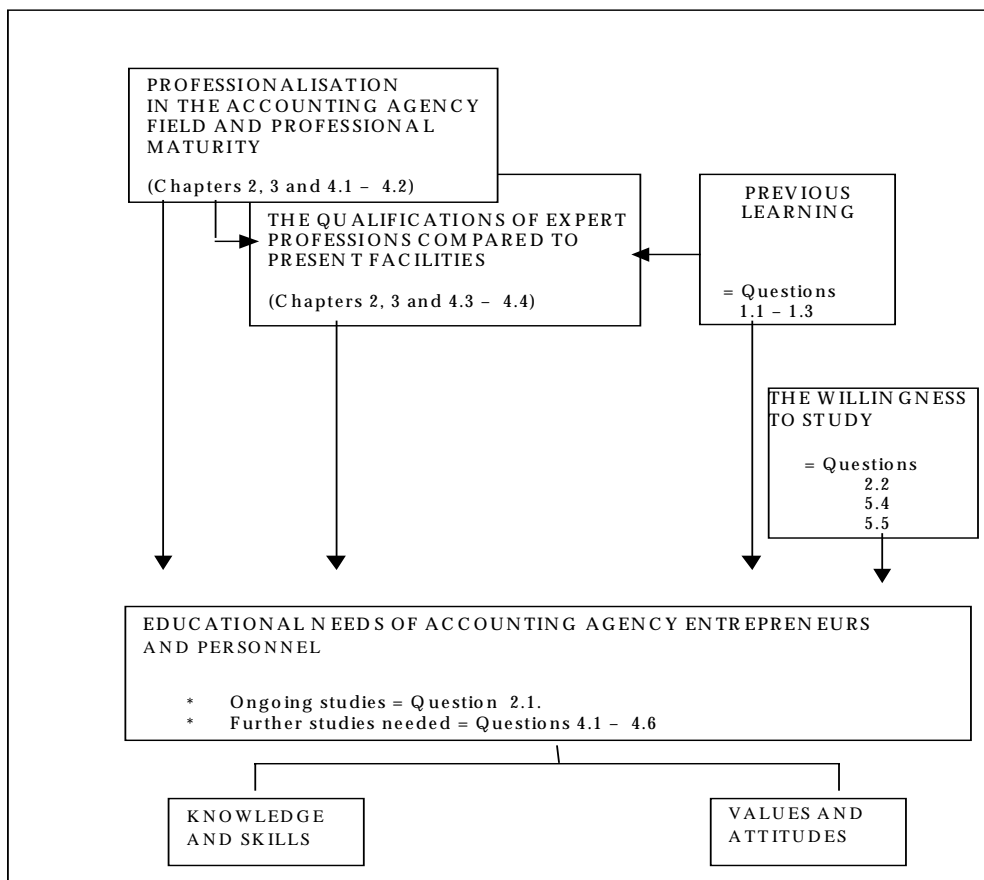 PROFESSIONALISATION
IN THE ACCOUNTING AGENCY
FIELD AND PROFESSIONAL
MATURITY
(Chapters 2, 3 and 4.1 – 4.2)
THE QUALIFICATIONS OF EXPERT
PROFESSIONS COMPARED TO
PRESENT FACILITIES
(Chapters 2, 3 and 4.3 – 4.4)
PREVIOUS
LEARNING
= Questions
1.1 – 1.3
THE WILLINGNESS
TO STUDY
= Questions
2.2
5.4
5.5
EDUCATIONAL NEEDS OF ACCOUNTING AGENCY ENTREPRENEURS
AND PERSONNEL
* Ongoing studies = Question 2.1.
* Further studies needed = Questions 4.1 – 4.6
KNOWLEDGE
AND SKILLS
VALUES AND
ATTITUDES